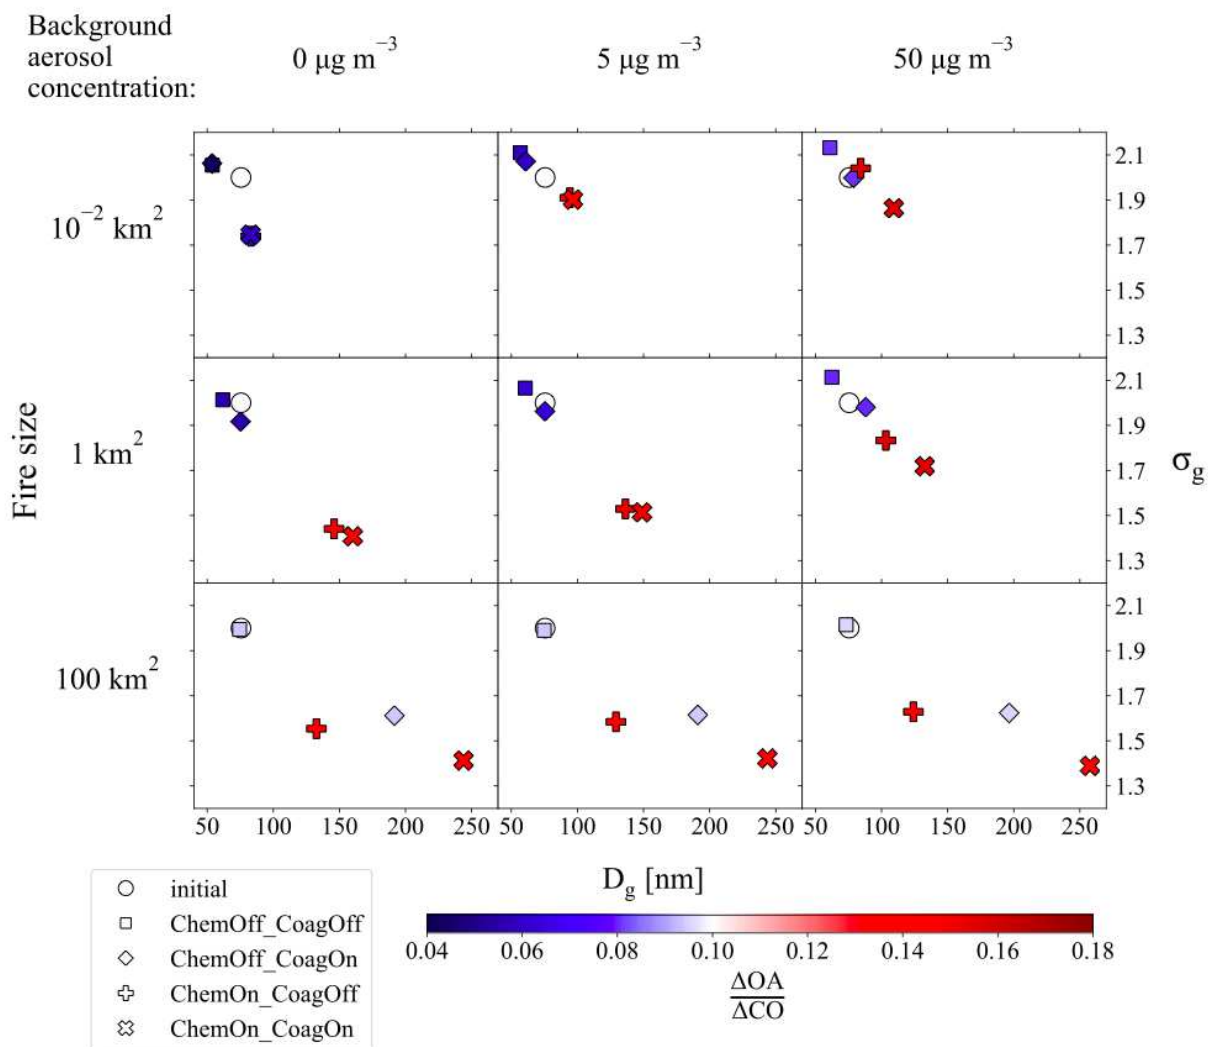 Background
aerosol
concentration:
0 μg m⁻³
5 μg m⁻³
50 μg m⁻³
2.1
1.9
10⁻² km²
1.7
1.5
1.3
2.1
1.9
1 km²
1.7
1.5
1.3
Fire size
σg
2.1
1.9
100 km²
1.7
1.5
1.3
50 100 150 200 250 50 100 150 200 250 50 100 150 200 250
Dg [nm]
initial
ChemOff_CoagOff
ChemOff_CoagOn
ChemOn_CoagOff
ChemOn_CoagOn
0.04 0.06 0.08 0.10 0.12 0.14 0.16 0.18
ΔOA
ΔCO